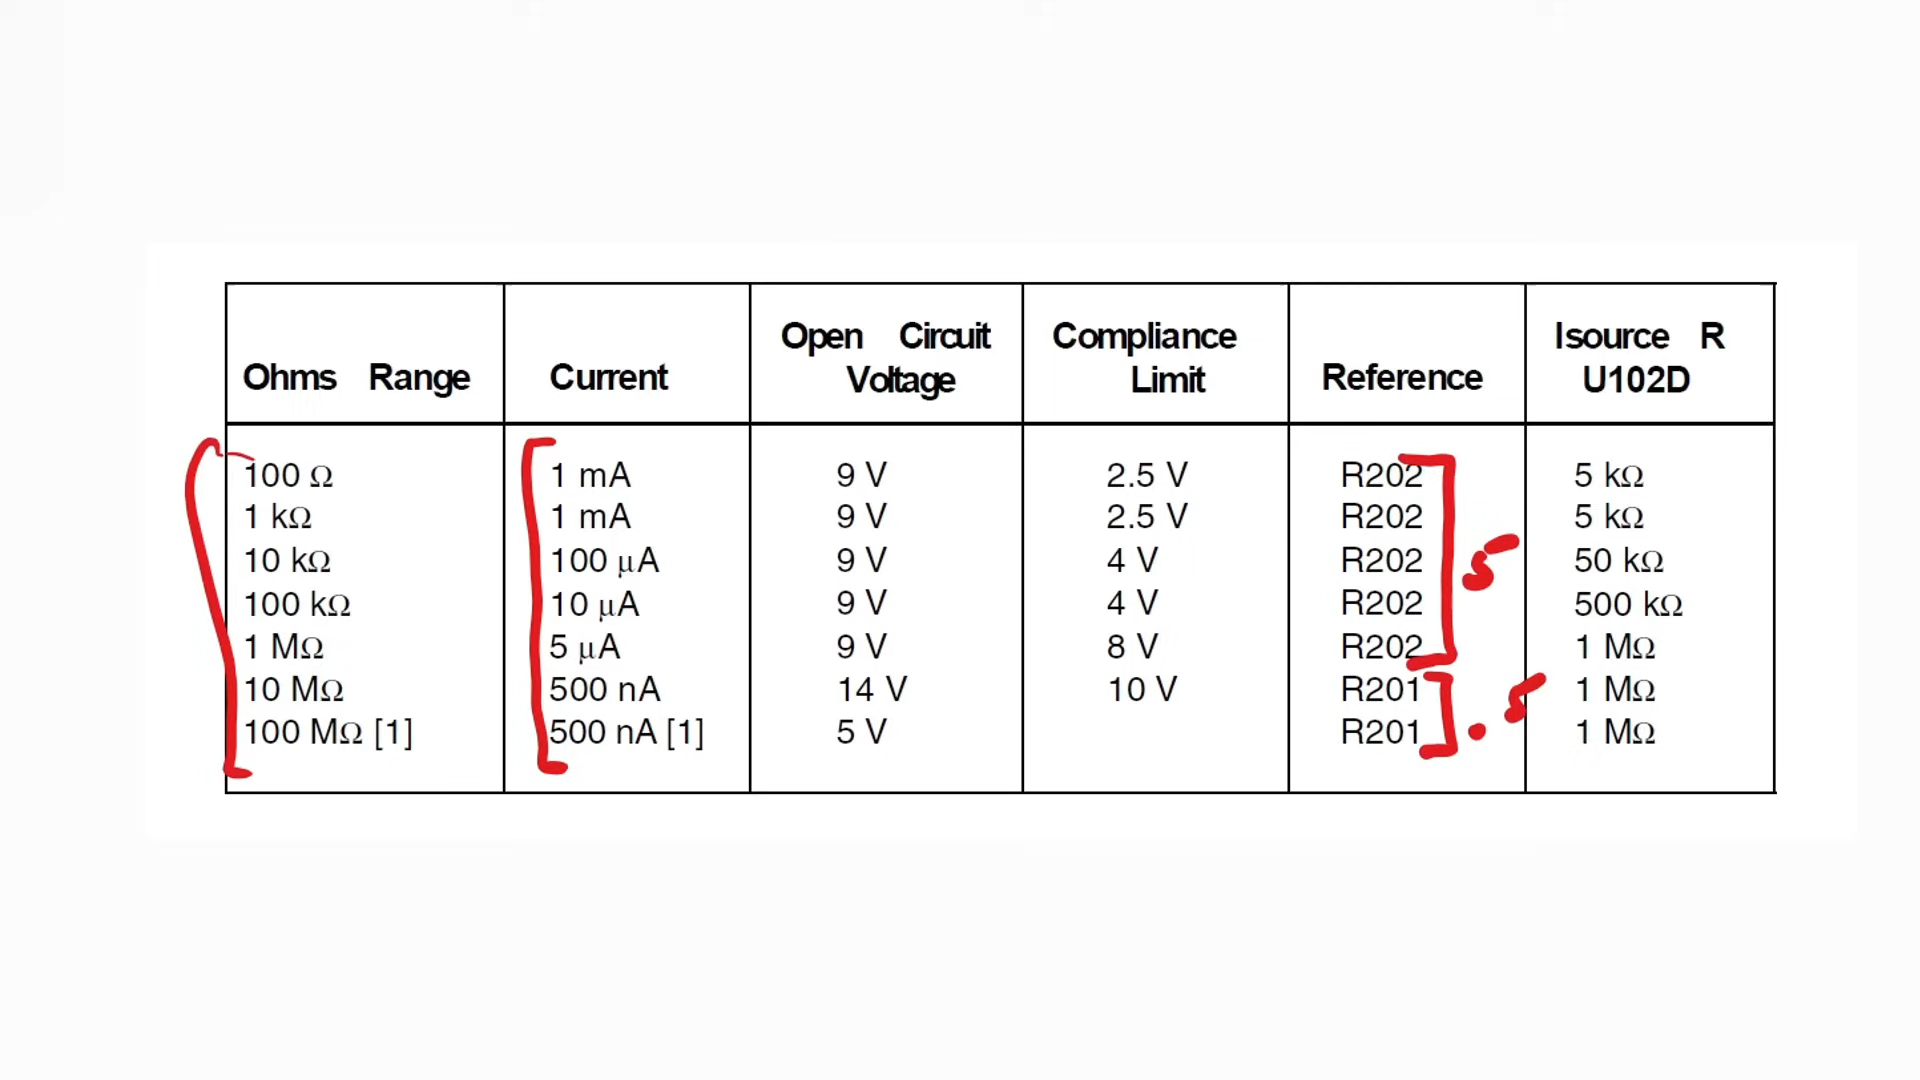 Ohms Range Current Open Circuit Voltage Compliance Limit Reference Isource R U102D
100 Ω 1 mA 9 V 2.5 V R202 5 kΩ
1 kΩ 1 mA 9 V 2.5 V R202 5 kΩ
10 kΩ 100 μA 9 V 4 V R202 50 kΩ
100 kΩ 10 μA 9 V 4 V R202 500 kΩ
1 MΩ 5 μA 9 V 8 V R202 1 MΩ
10 MΩ 500 nA 14 V 10 V R201 1 MΩ
100 MΩ [1] 500 nA [1] 5 V R201 1 MΩ
5
.5